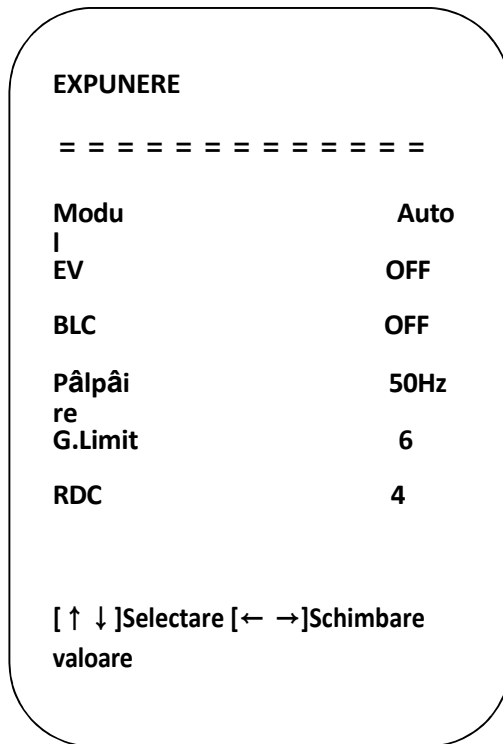 EXPUNERE
= = = = = = = = = = = = =
Modu Auto
l
EV OFF
BLC OFF
Pâlpâi 50Hz
re
G.Limit 6
RDC 4
[ ↑ ↓ ]Selectare [← →]Schimbare
valoare